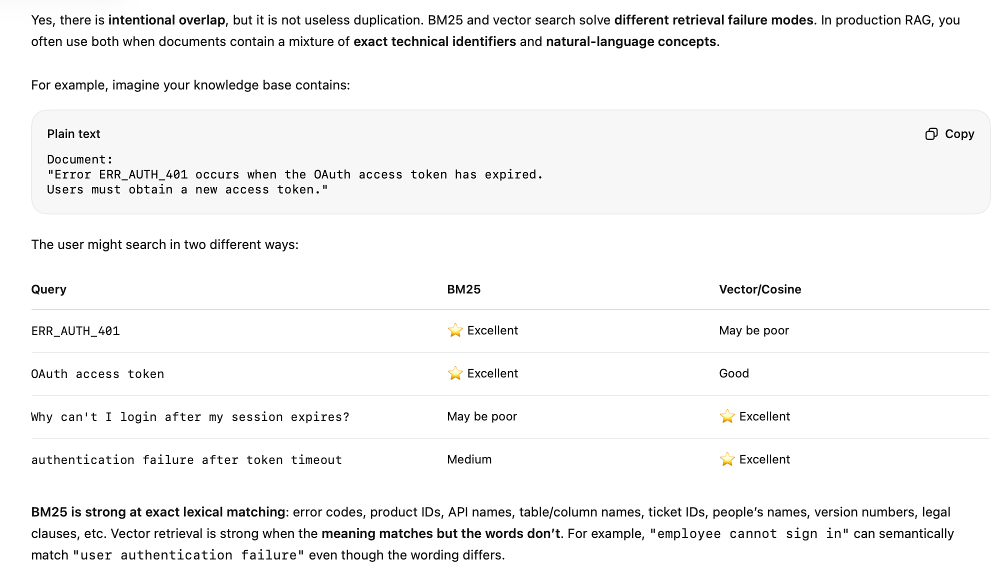 Yes, there is intentional overlap, but it is not useless duplication. BM25 and vector search solve different retrieval failure modes. In production RAG, you
often use both when documents contain a mixture of exact technical identifiers and natural-language concepts.
For example, imagine your knowledge base contains:
Plain text
Copy
Document:
"Error ERR_AUTH_401 occurs when the OAuth access token has expired.
Users must obtain a new access token."
The user might search in two different ways:
Query BM25 Vector/Cosine
ERR_AUTH_401 ⭐ Excellent May be poor
OAuth access token ⭐ Excellent Good
Why can't I login after my session expires? May be poor ⭐ Excellent
authentication failure after token timeout Medium ⭐ Excellent
BM25 is strong at exact lexical matching: error codes, product IDs, API names, table/column names, ticket IDs, people’s names, version numbers, legal
clauses, etc. Vector retrieval is strong when the meaning matches but the words don’t. For example, "employee cannot sign in" can semantically
match "user authentication failure" even though the wording differs.